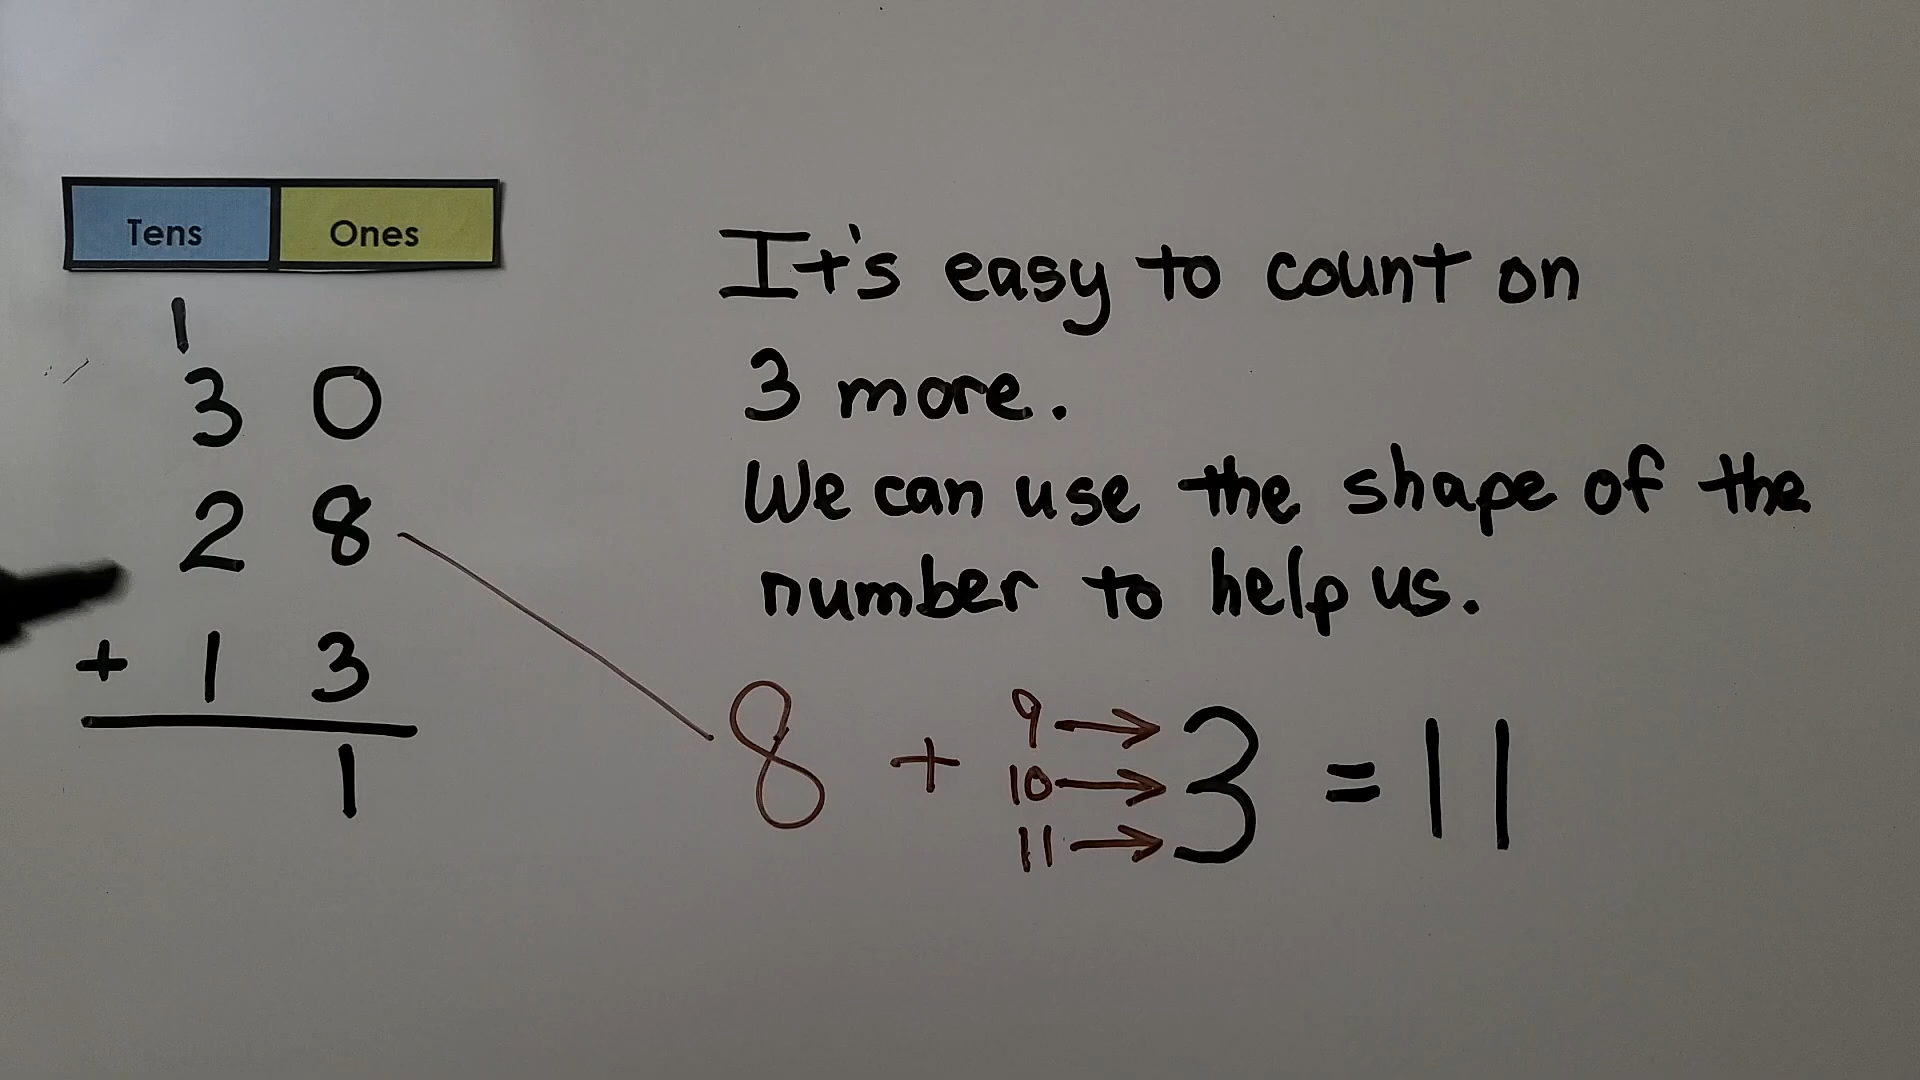 Tens Ones
1
3 0
2 8
+ 1 3
1
It's easy to count on
3 more.
We can use the shape of the
number to help us.
8 + 3 = 11
9 →
10 →
11 →